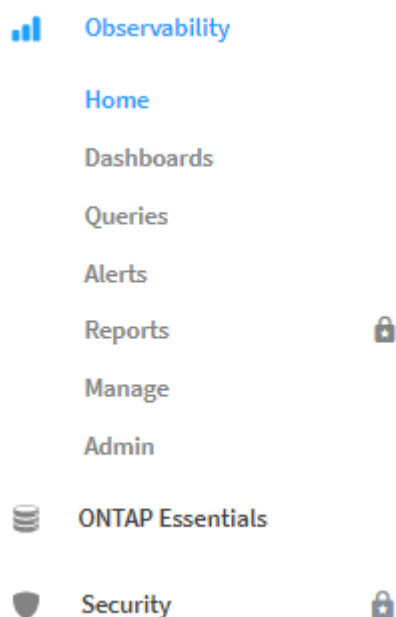 Observability
Home
Dashboards
Queries
Alerts
Reports
Manage
Admin
ONTAP Essentials
Security